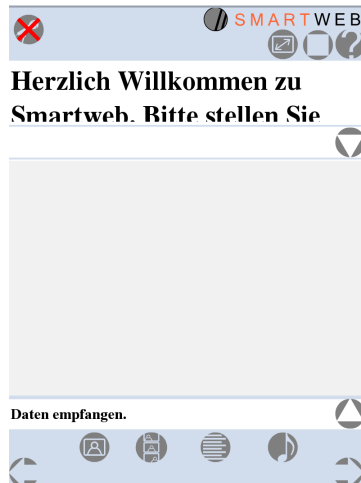 SMARTWEB
Herzlich Willkommen zu
Smartweb. Bitte stellen Sie
Daten empfangen.